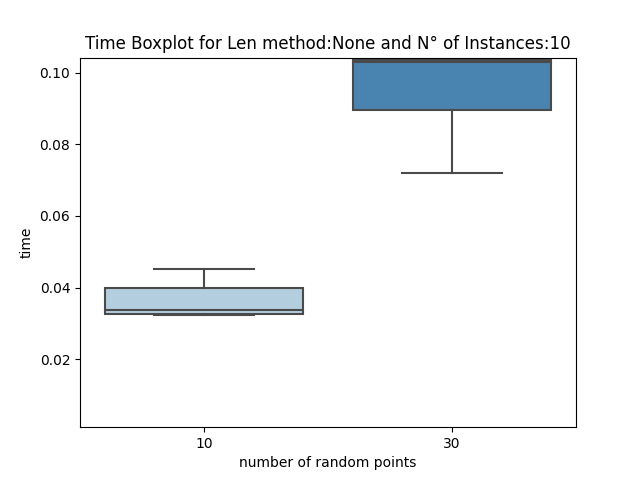 Time Boxplot for Len method:None and N° of Instances:10
0.10
0.08
0.06
0.04
0.02
time
10 30
number of random points